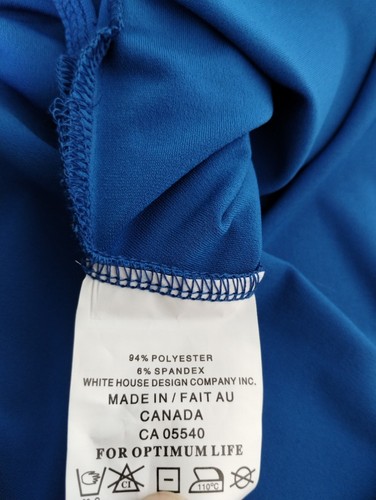 94% POLYESTER
6% SPANDEX
WHITE HOUSE DESIGN COMPANY INC.
MADE IN / FAIT AU
CANADA
CA 05540
FOR OPTIMUM LIFE
110°C